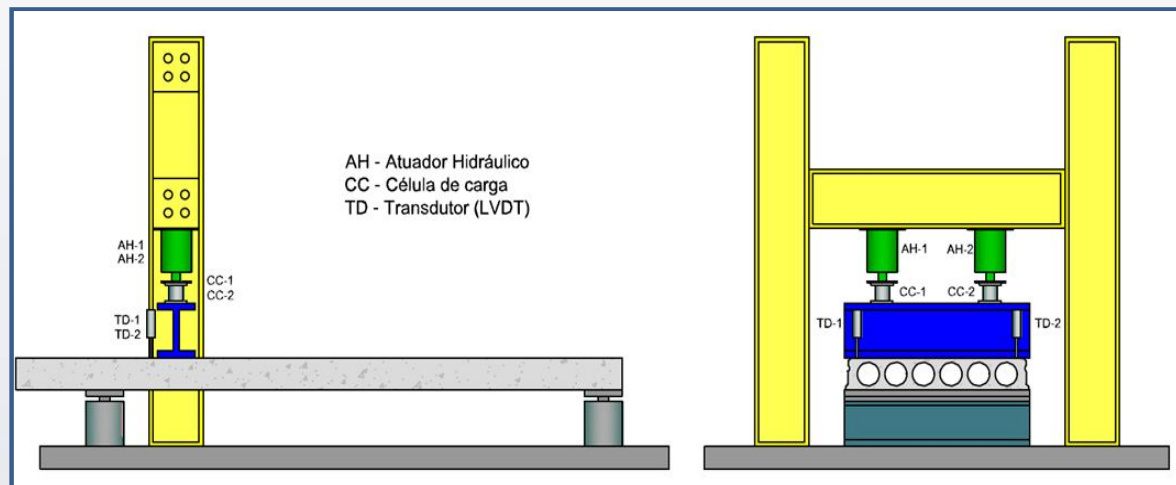 AH - Atuador Hidráulico
CC - Célula de carga
TD - Transdutor (LVDT)
AH-1
AH-2
CC-1
CC-2
TD-1
TD-2
AH-1
AH-2
CC-1
CC-2
TD-1
TD-2